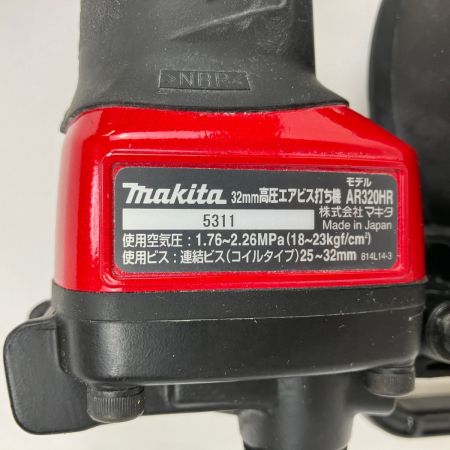 >NBR<
モデル
makita 32mm高圧エアビス打ち機 AR320HR
5311 株式会社マキタ
Made in Japan
使用空気圧：1.76~2.26MPa(18~23kgf/cm²)
使用ビス：連結ビス(コイルタイプ)25~32mm 814L14-3